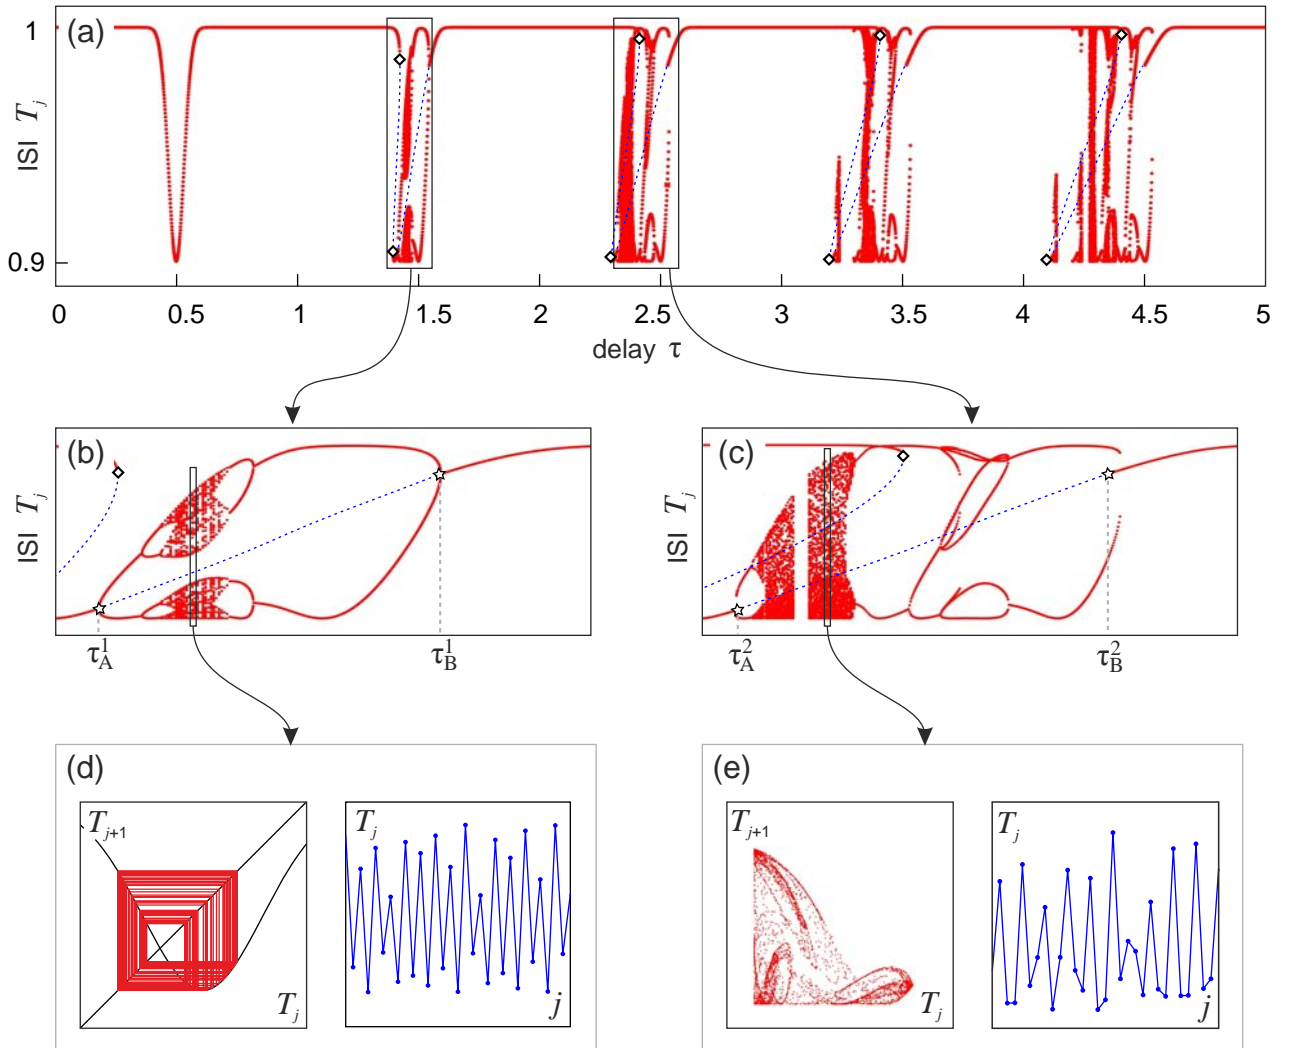 (a)
ISI T_j
1
0.9
0 0.5 1 1.5 2 2.5 3 3.5 4 4.5 5
delay τ
(b)
ISI T_j
τ_A^1 τ_B^1
(c)
ISI T_j
τ_A^2 τ_B^2
(d)
T_{j+1}
T_j
T_j
j
(e)
T_{j+1}
T_j
T_j
j